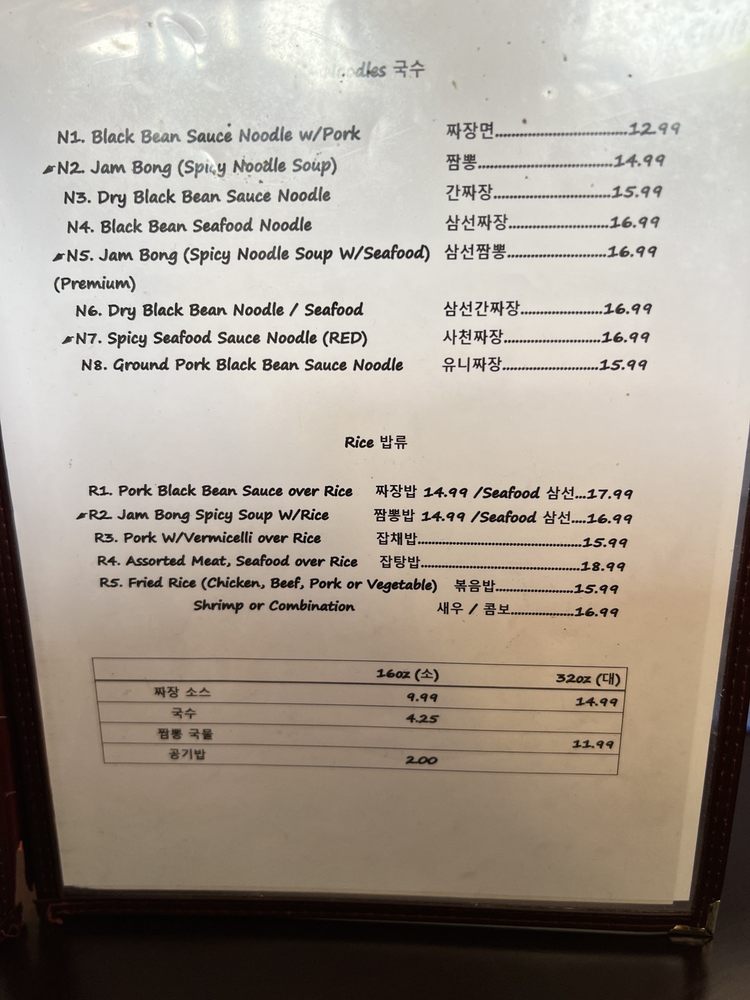 Noodles 국수
N1. Black Bean Sauce Noodle w/Pork 짜장면..............................12.99
N2. Jam Bong (Spicy Noodle Soup) 짬뽕...............................14.99
N3. Dry Black Bean Sauce Noodle 간짜장...........................15.99
N4. Black Bean Seafood Noodle 삼선짜장.......................16.99
N5. Jam Bong (Spicy Noodle Soup W/Seafood) 삼선짬뽕.......................16.99
(Premium)
N6. Dry Black Bean Noodle / Seafood 삼선간짜장...................16.99
N7. Spicy Seafood Sauce Noodle (RED) 사천짜장.......................16.99
N8. Ground Pork Black Bean Sauce Noodle 유니짜장.......................15.99
Rice 밥류
R1. Pork Black Bean Sauce over Rice 짜장밥 14.99 /Seafood 삼선...17.99
R2. Jam Bong Spicy Soup W/Rice 짬뽕밥 14.99 /Seafood 삼선....16.99
R3. Pork W/Vermicelli over Rice 잡채밥.......................................15.99
R4. Assorted Meat, Seafood over Rice 잡탕밥......................................18.99
R5. Fried Rice (Chicken, Beef, Pork or Vegetable) 볶음밥...................15.99
Shrimp or Combination 새우 / 콤보...............16.99
16oz (소) 32oz (대)
짜장 소스 9.99 14.99
국수 4.25
짬뽕 국물 11.99
공기밥 2.00